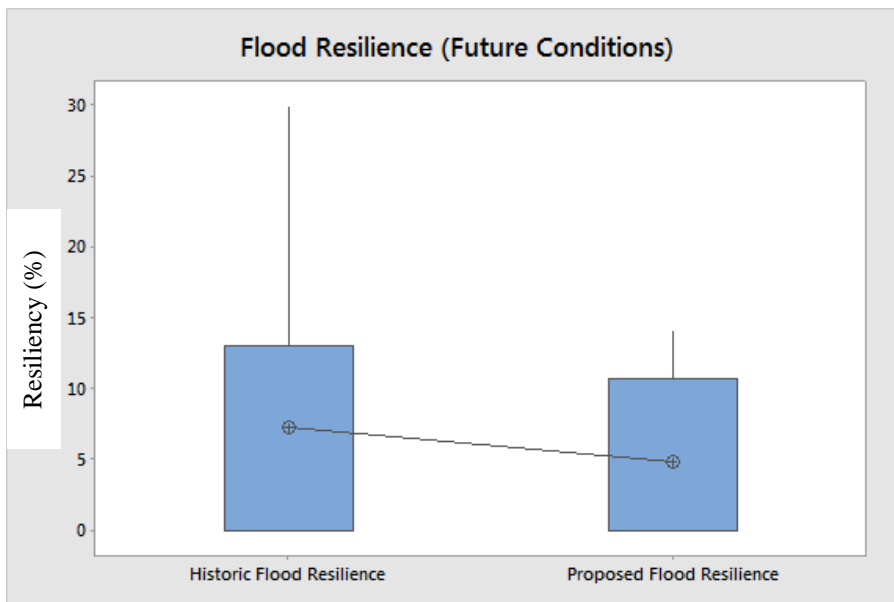 Flood Resilience (Future Conditions)
Resiliency (%)
30
25
20
15
10
5
0
Historic Flood Resilience
Proposed Flood Resilience